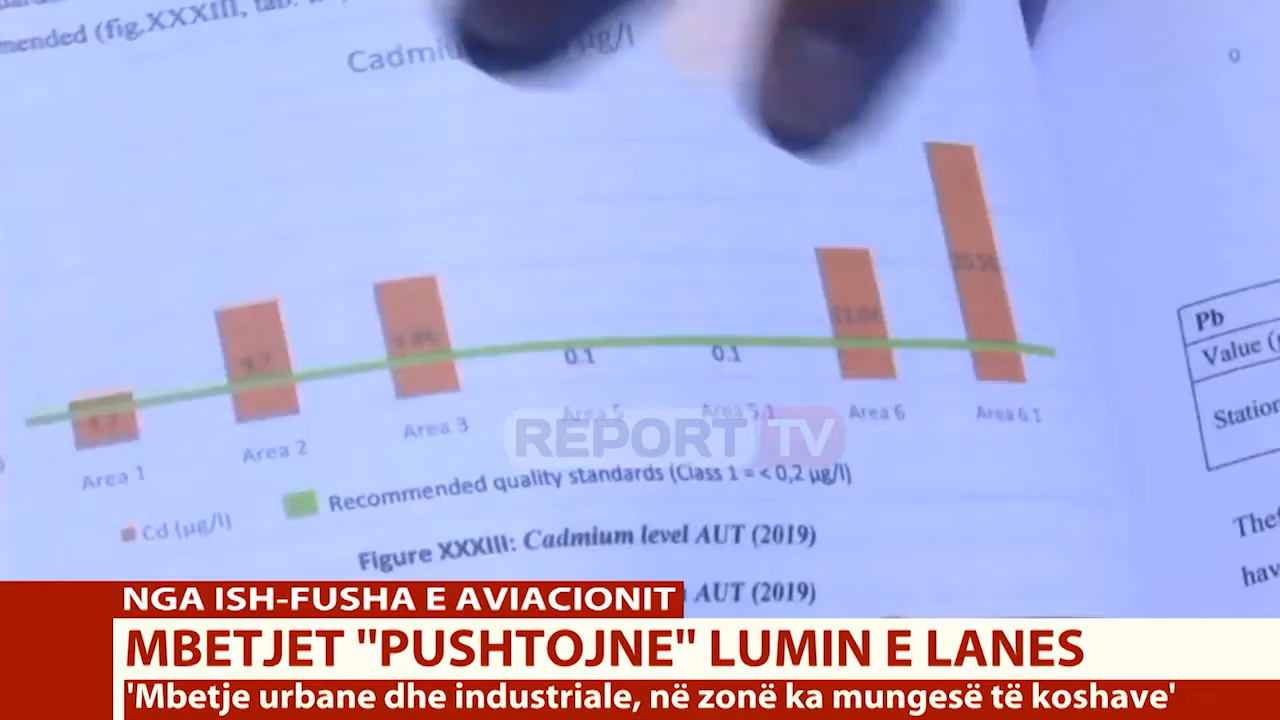 mended (fig.XXXIII, tab.
µg/l
0
0.1
0.1
Area 1
Area 2
Area 3
Area 5
Area 5.1
Area 6
Area 6.1
Cd (µg/l)
Recommended quality standards (Class 1 = < 0,2 µg/l)
Figure XXXIII: Cadmium level AUT (2019)
AUT (2019)
Pb
Value (
Station
The
hav
REPORT TV
NGA ISH-FUSHA E AVIACIONIT
MBETJET "PUSHTOJNE" LUMIN E LANES
'Mbetje urbane dhe industriale, në zonë ka mungesë të koshave'